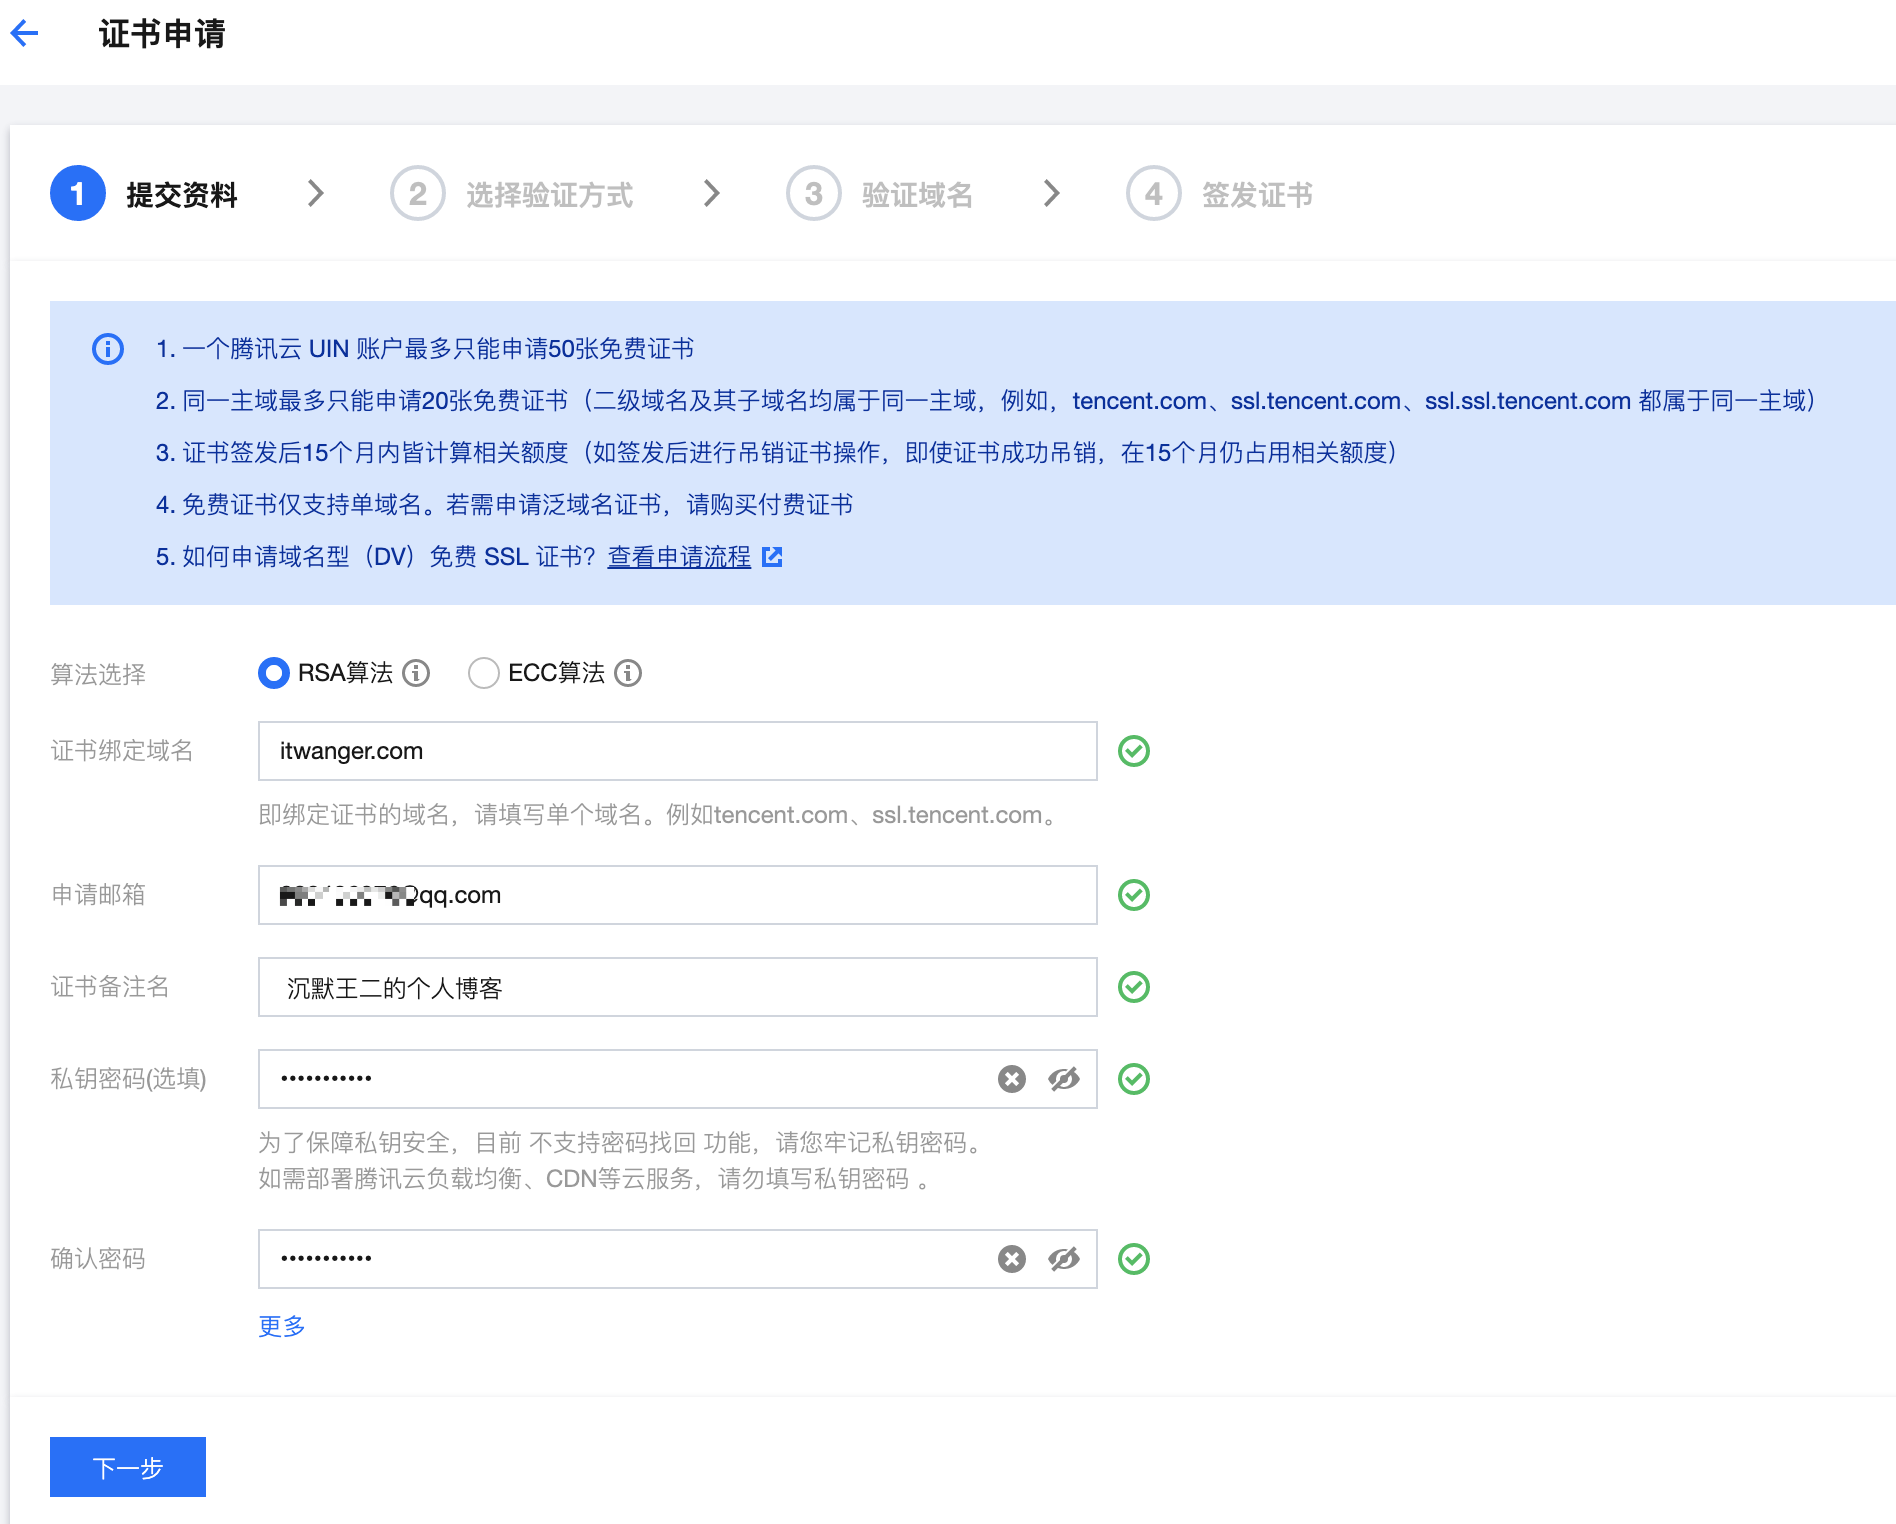 证书申请
1 提交资料 2 选择验证方式 3 验证域名 4 签发证书
1. 一个腾讯云 UIN 账户最多只能申请50张免费证书
2. 同一主域最多只能申请20张免费证书（二级域名及其子域名均属于同一主域，例如，tencent.com、ssl.tencent.com、ssl.ssl.tencent.com 都属于同一主域）
3. 证书签发后15个月内皆计算相关额度（如签发后进行吊销证书操作，即使证书成功吊销，在15个月仍占用相关额度）
4. 免费证书仅支持单域名。若需申请泛域名证书，请购买付费证书
5. 如何申请域名型（DV）免费 SSL 证书？查看申请流程
算法选择 RSA算法 ECC算法
证书绑定域名 itwanger.com
即绑定证书的域名，请填写单个域名。例如tencent.com、ssl.tencent.com。
申请邮箱 qq.com
证书备注名 沉默王二的个人博客
私钥密码(选填) •••••••••••
为了保障私钥安全，目前 不支持密码找回 功能，请您牢记私钥密码。
如需部署腾讯云负载均衡、CDN等云服务，请勿填写私钥密码 。
确认密码 •••••••••••
更多
下一步